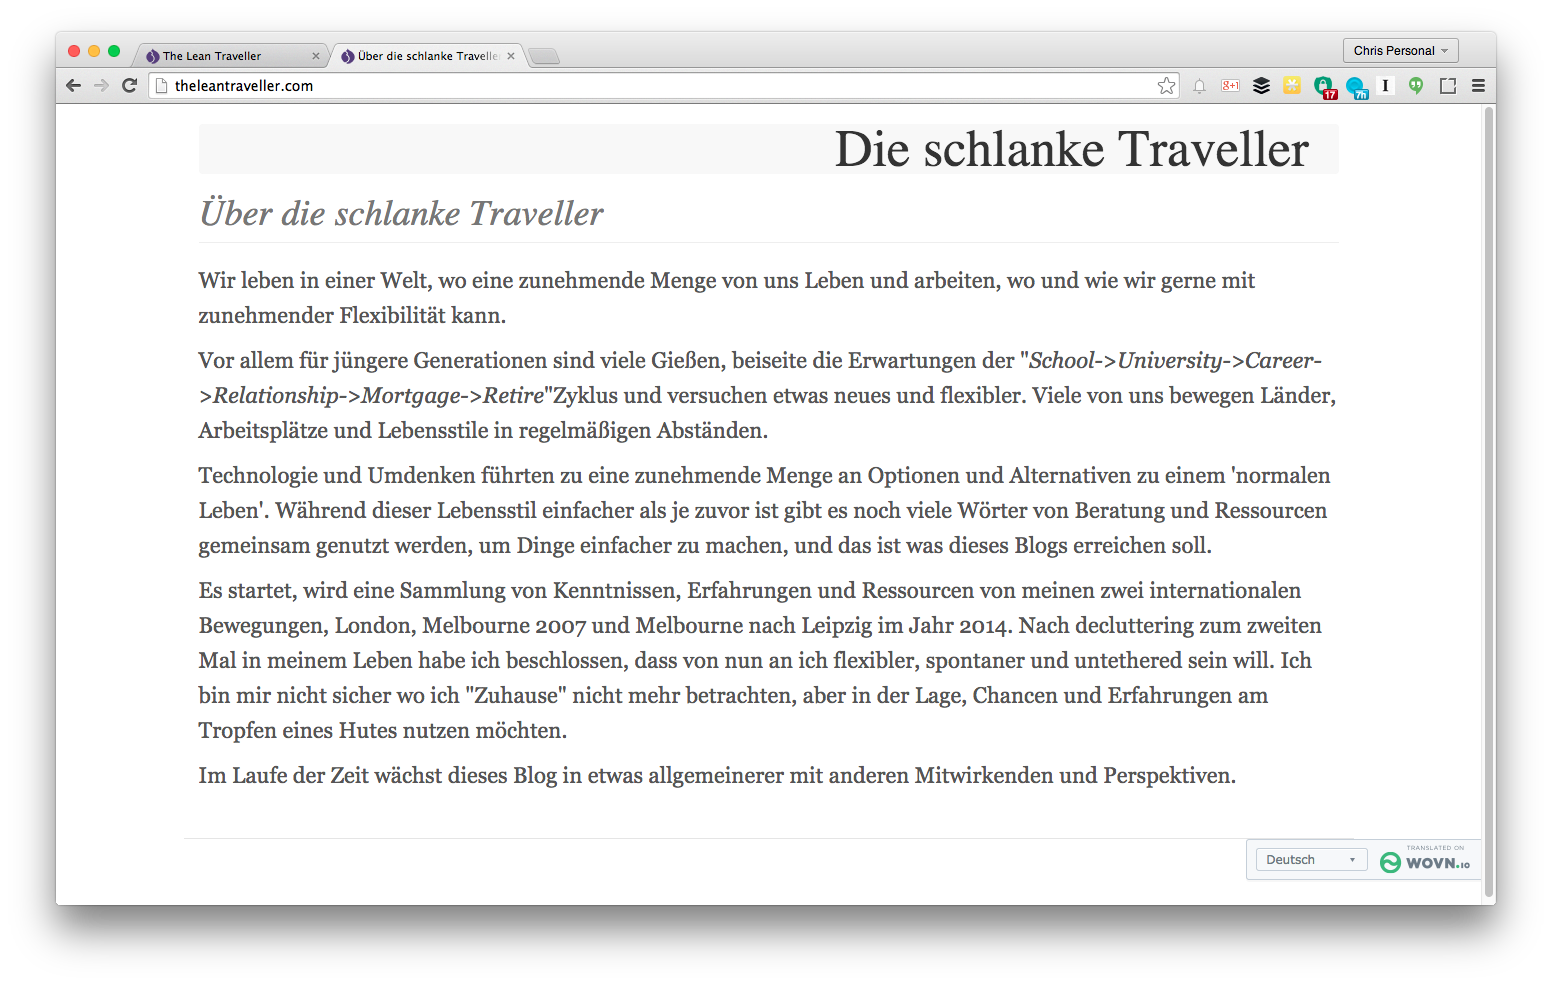 The Lean Traveller
Über die schlanke Travelle
Chris Personal
theleantraveller.com
g+1
17
7h
I
Die schlanke Traveller
Über die schlanke Traveller
Wir leben in einer Welt, wo eine zunehmende Menge von uns Leben und arbeiten, wo und wie wir gerne mit
zunehmender Flexibilität kann.
Vor allem für jüngere Generationen sind viele Gießen, beiseite die Erwartungen der "School->University->Career-
>Relationship->Mortgage->Retire"Zyklus und versuchen etwas neues und flexibler. Viele von uns bewegen Länder,
Arbeitsplätze und Lebensstile in regelmäßigen Abständen.
Technologie und Umdenken führten zu eine zunehmende Menge an Optionen und Alternativen zu einem 'normalen
Leben'. Während dieser Lebensstil einfacher als je zuvor ist gibt es noch viele Wörter von Beratung und Ressourcen
gemeinsam genutzt werden, um Dinge einfacher zu machen, und das ist was dieses Blogs erreichen soll.
Es startet, wird eine Sammlung von Kenntnissen, Erfahrungen und Ressourcen von meinen zwei internationalen
Bewegungen, London, Melbourne 2007 und Melbourne nach Leipzig im Jahr 2014. Nach decluttering zum zweiten
Mal in meinem Leben habe ich beschlossen, dass von nun an ich flexibler, spontaner und untethered sein will. Ich
bin mir nicht sicher wo ich "Zuhause" nicht mehr betrachten, aber in der Lage, Chancen und Erfahrungen am
Tropfen eines Hutes nutzen möchten.
Im Laufe der Zeit wächst dieses Blog in etwas allgemeinerer mit anderen Mitwirkenden und Perspektiven.
Deutsch
TRANSLATED ON
WOVN.io